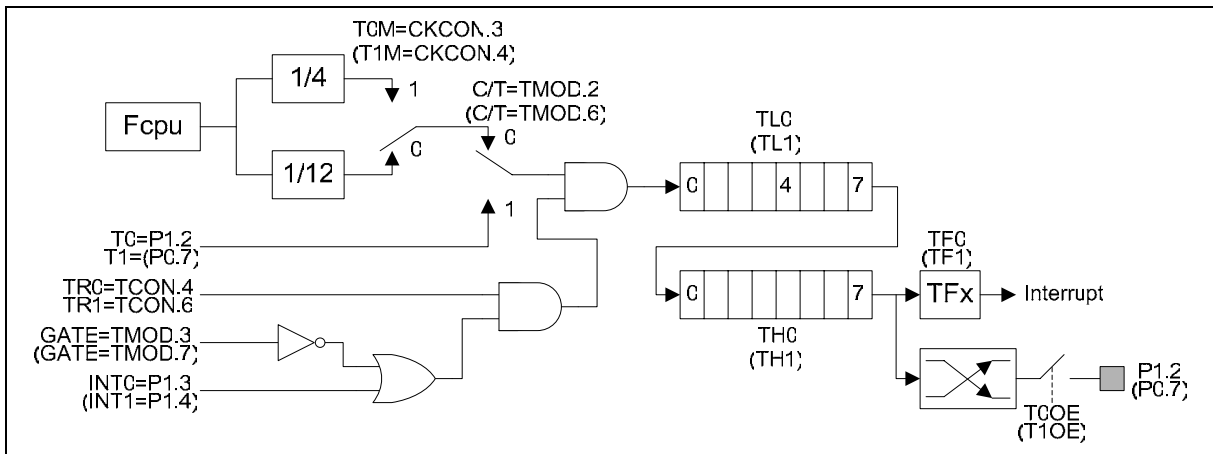 T0M=CKCON.3
(T1M=CKCON.4)
1/4
1
C/T=TMOD.2
(C/T=TMOD.6)
Fcpu
0
0
1/12
TL0
(TL1)
0 4 7
1
T0=P1.2
T1=(P0.7)
TF0
(TF1)
TR0=TCON.4
TR1=TCON.6
0 7
TFx
Interrupt
TH0
(TH1)
GATE=TMOD.3
(GATE=TMOD.7)
INT0=P1.3
(INT1=P1.4)
P1.2
(P0.7)
T0OE
(T1OE)